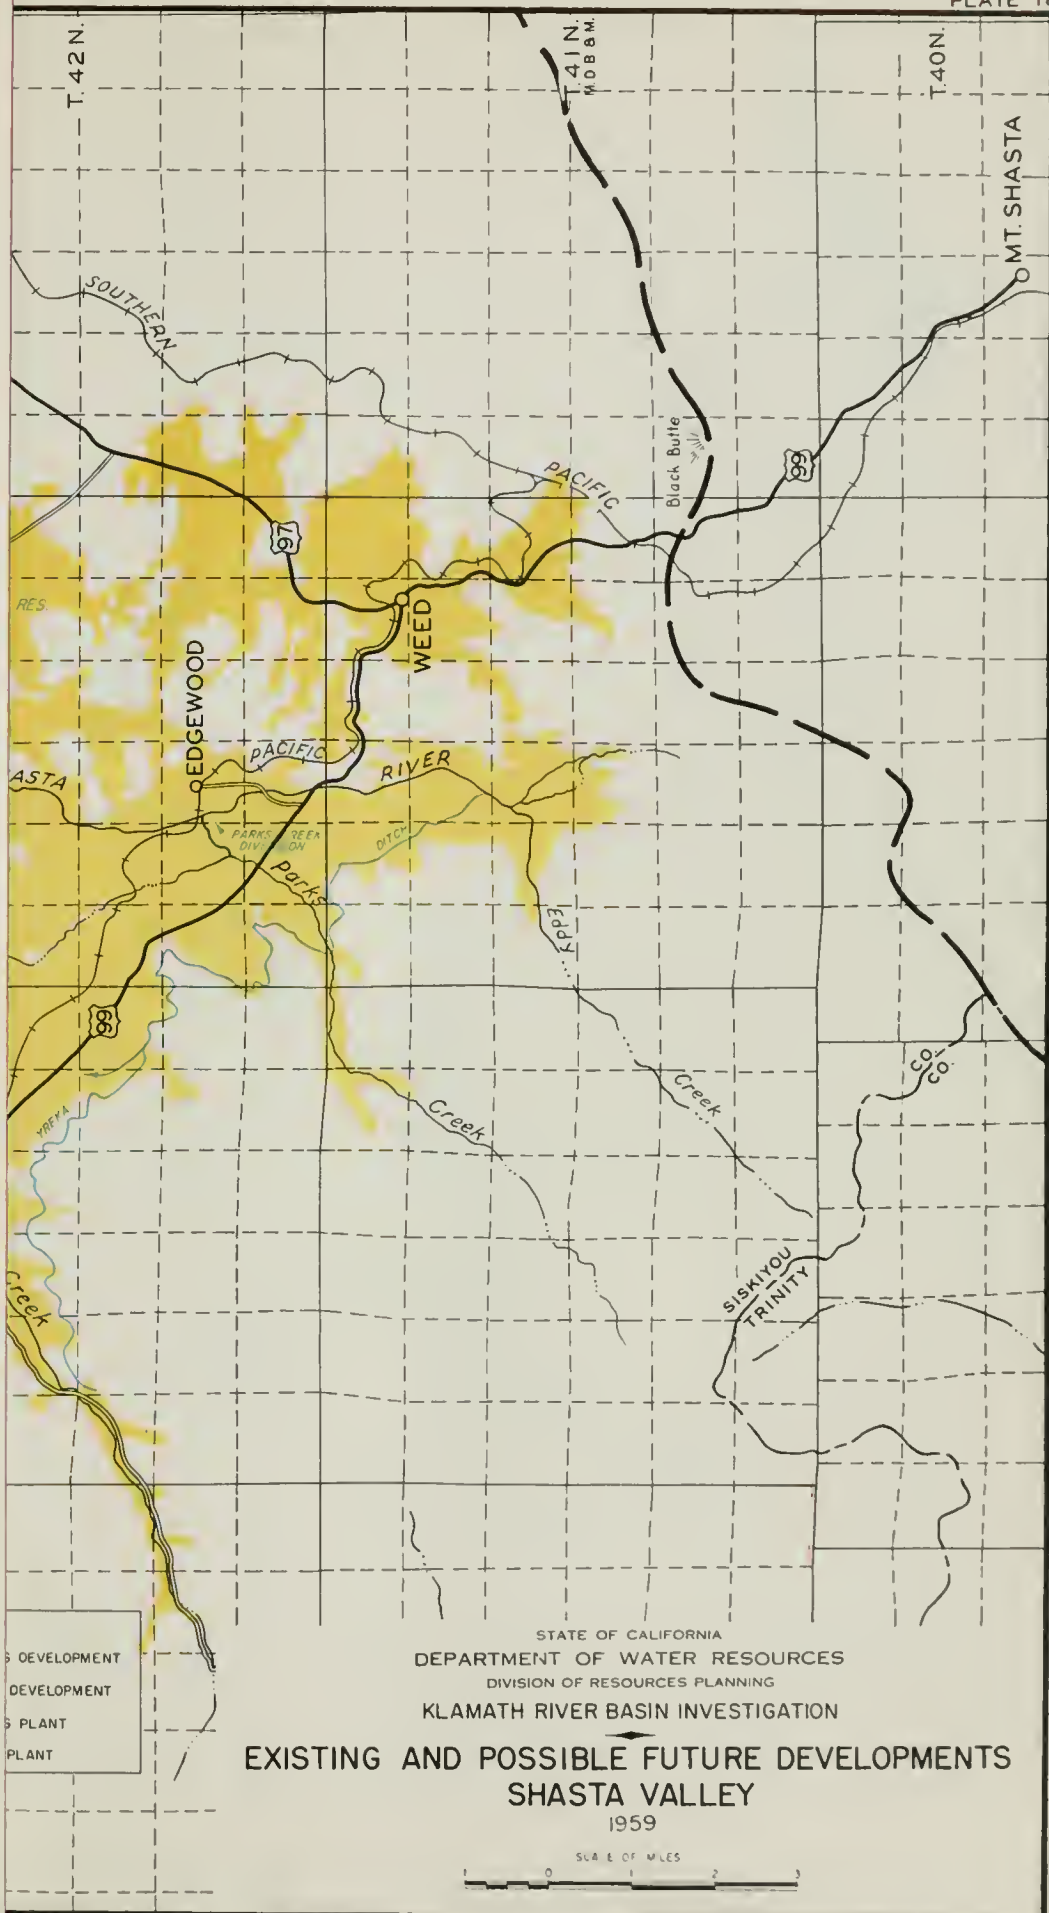 PLATE
T. 42 N.
T. 41 N.
M.D.B & M.
T. 40 N.
MT. SHASTA
SOUTHERN
PACIFIC
Black Butte
99
97
RES.
WEED
EDGEWOOD
PACIFIC
RIVER
ASTA
PARKS CREEK
DIVISION
DITCH
Parks
Eddy
99
CO.
CO.
YREKA
Creek
Creek
SISKIYOU
TRINITY
Creek
S DEVELOPMENT
DEVELOPMENT
G PLANT
PLANT
STATE OF CALIFORNIA
DEPARTMENT OF WATER RESOURCES
DIVISION OF RESOURCES PLANNING
KLAMATH RIVER BASIN INVESTIGATION
EXISTING AND POSSIBLE FUTURE DEVELOPMENTS
SHASTA VALLEY
1959
SCALE OF MILES
1 0 1 2 3